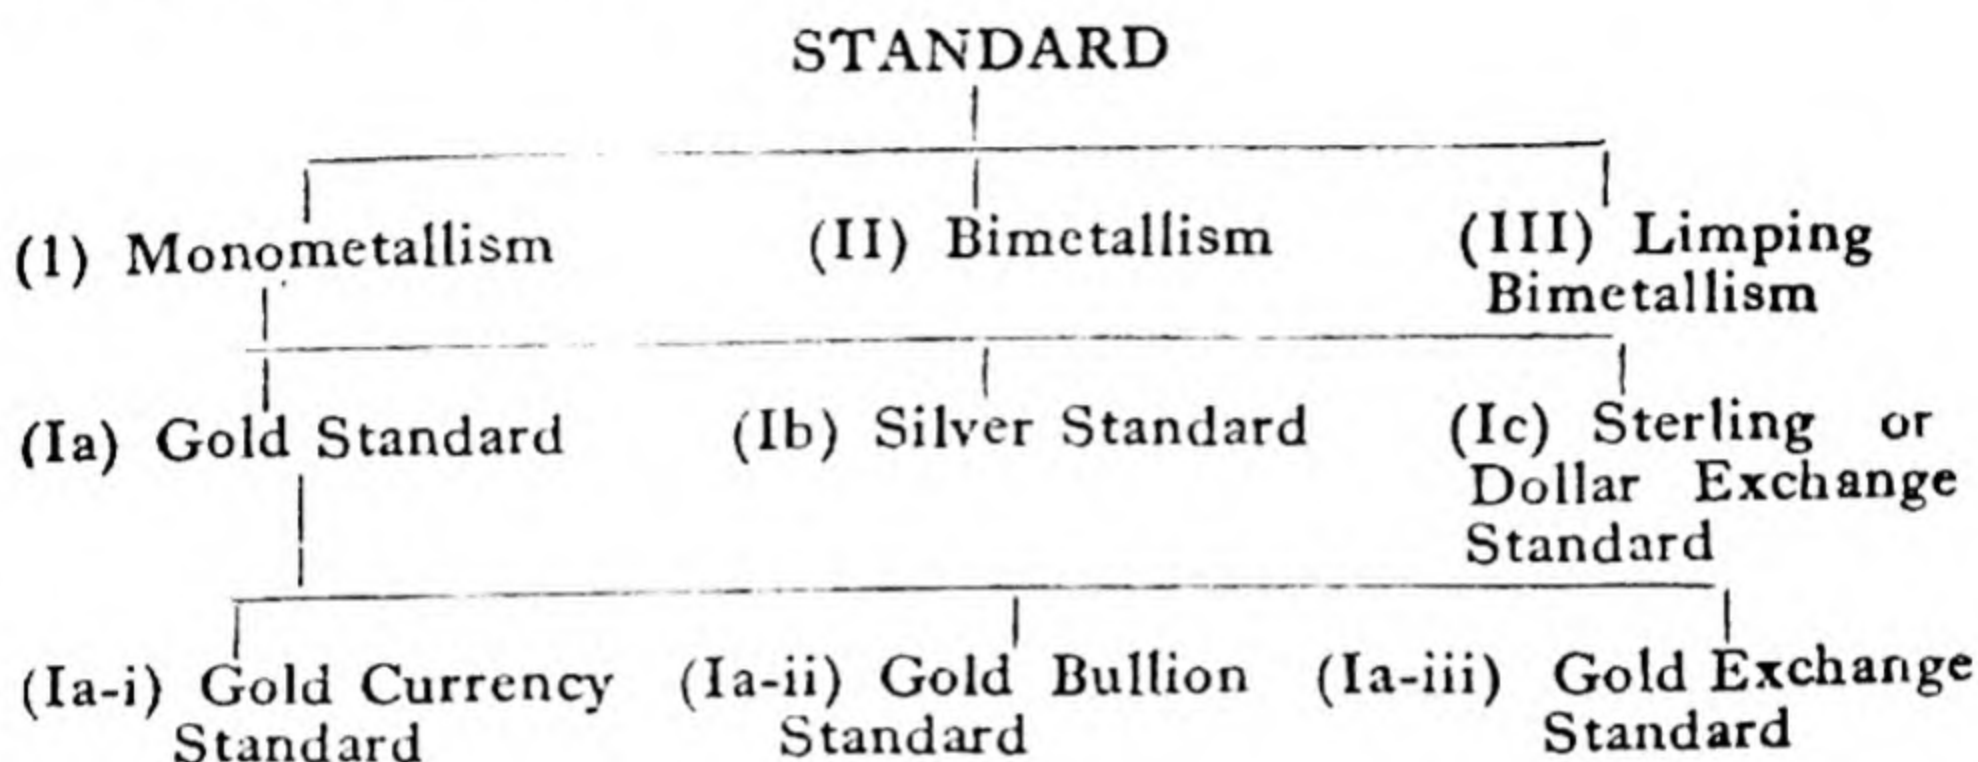 STANDARD
(1) Monometallism (II) Bimetallism (III) Limping
Bimetallism
(Ia) Gold Standard (Ib) Silver Standard (Ic) Sterling or
Dollar Exchange
Standard
(Ia-i) Gold Currency (Ia-ii) Gold Bullion (Ia-iii) Gold Exchange
Standard Standard Standard